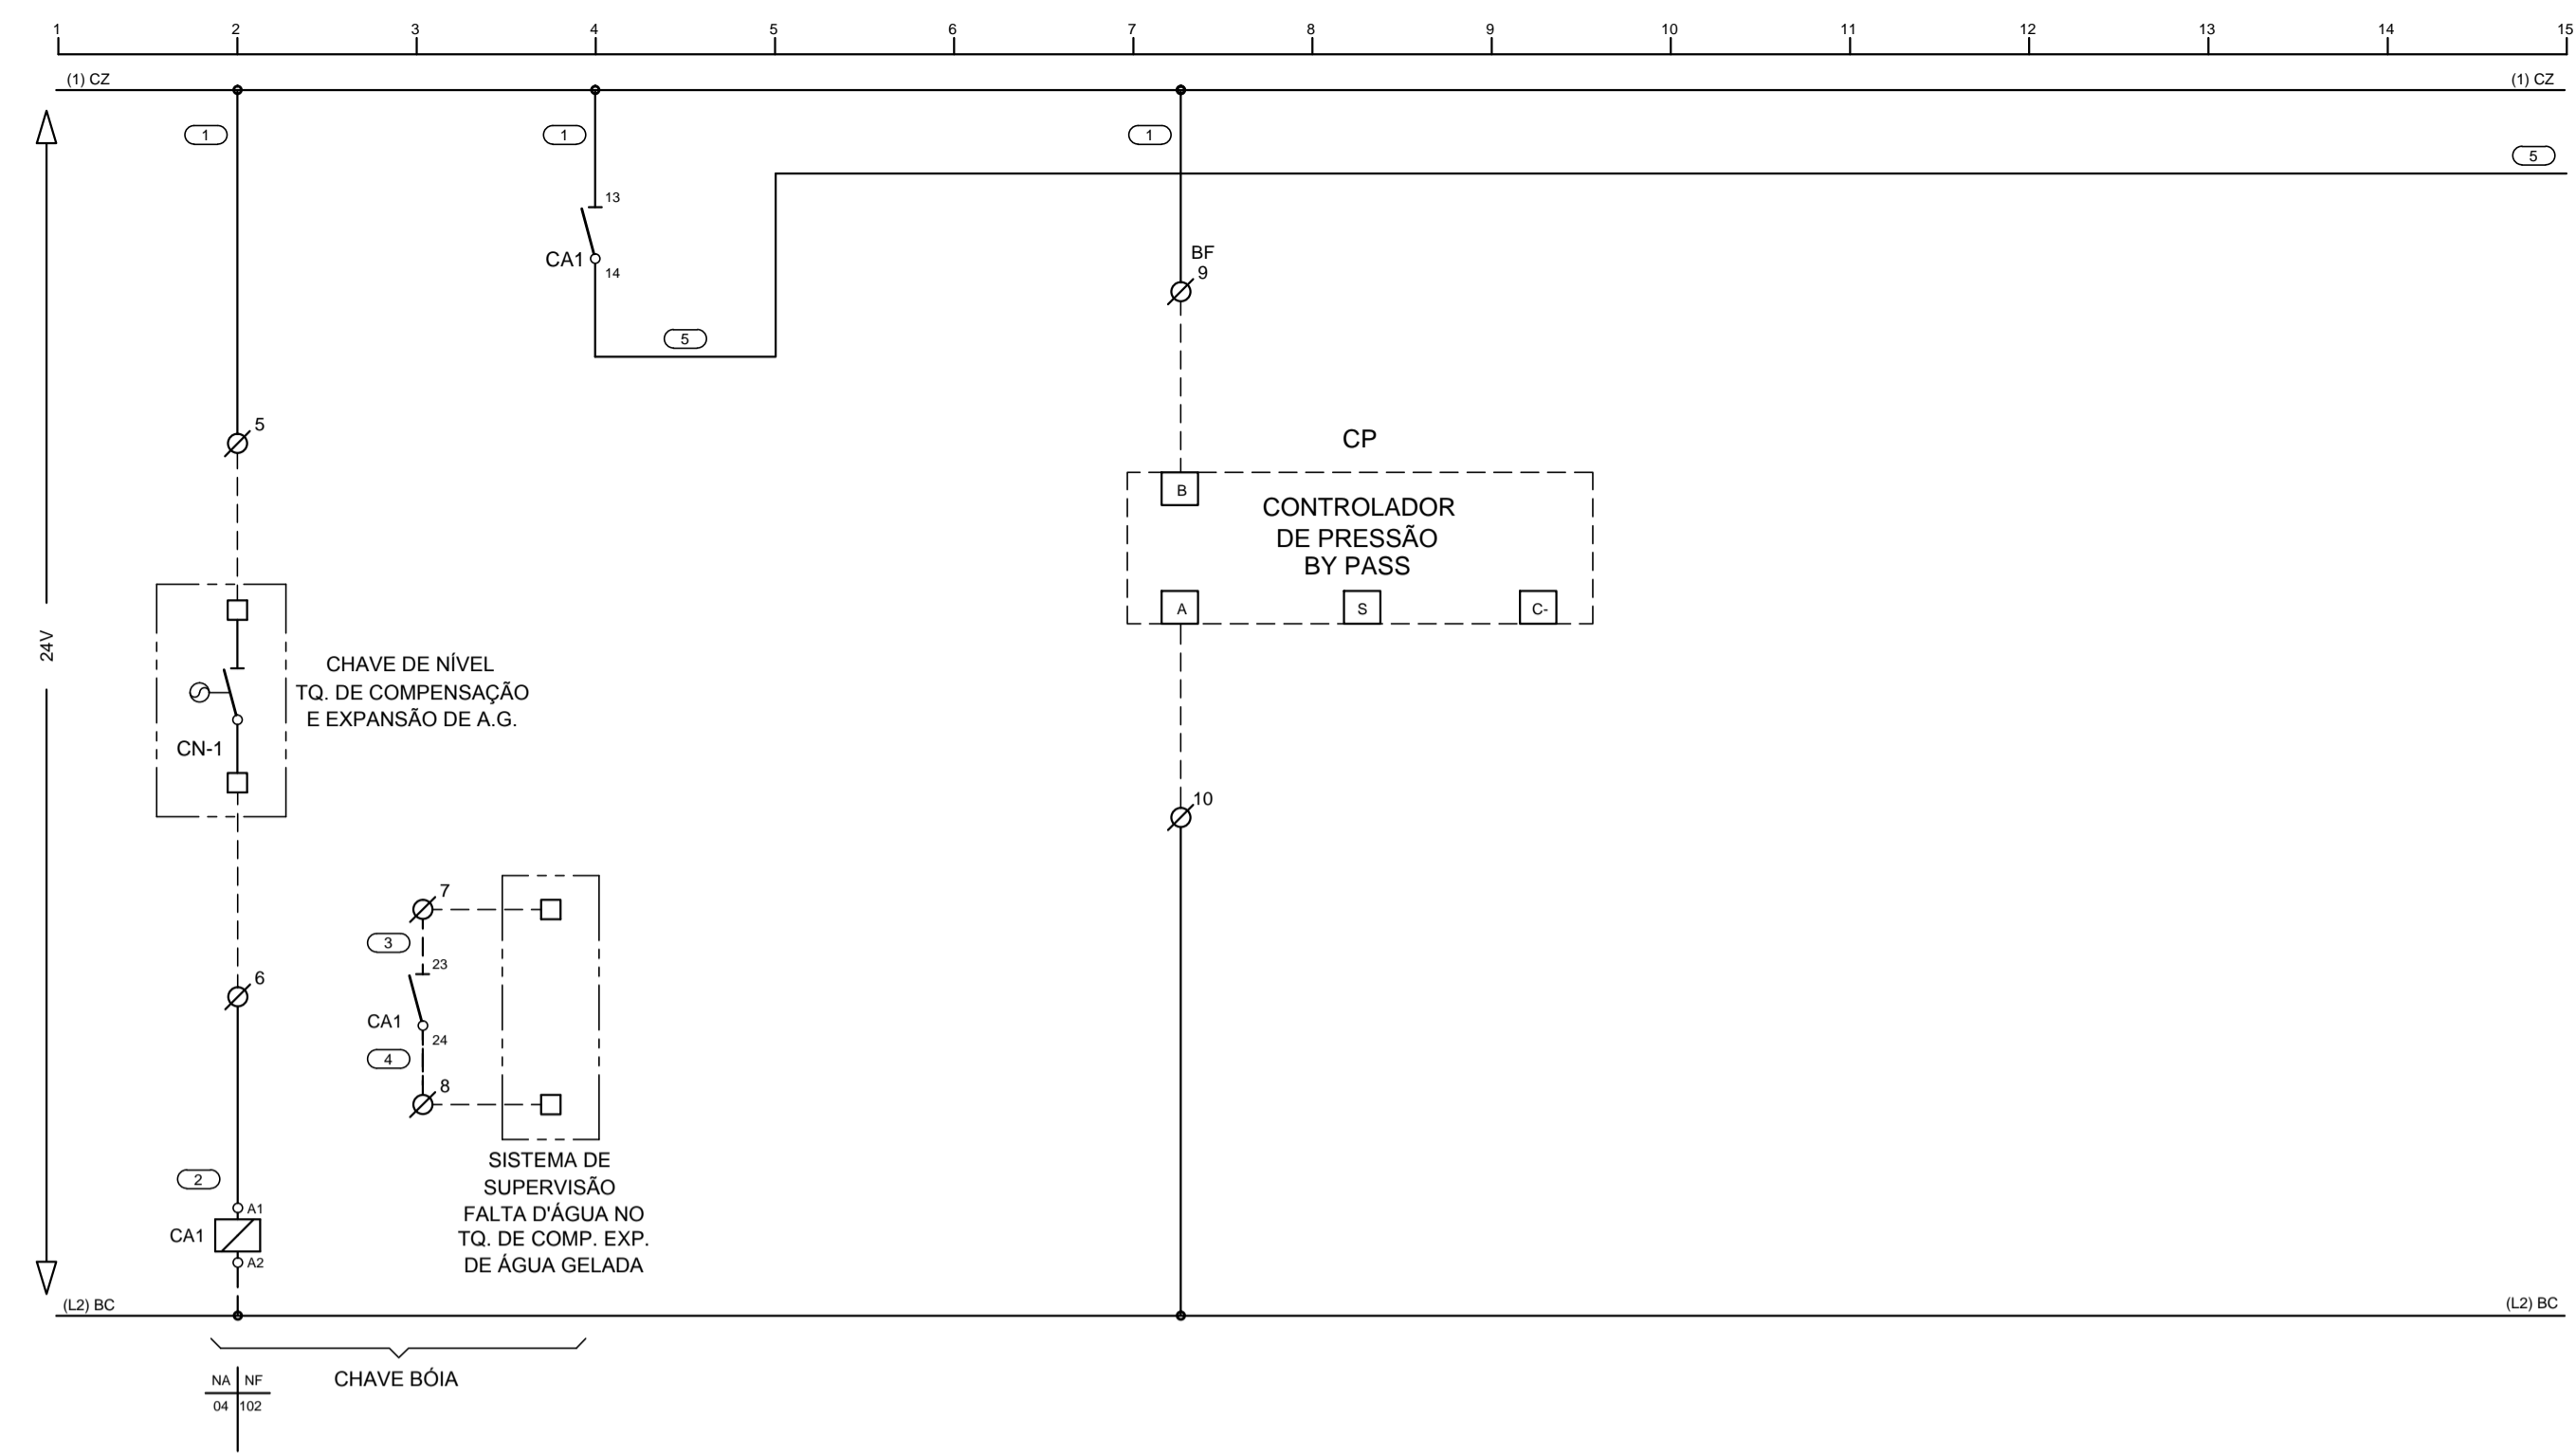 1 2 3 4 5 6 7 8 9 10 11 12 13 14 15
(1) CZ (1) CZ
1 1 1
5
13
CA1
14
BF
9
5
5
CP
B
CONTROLADOR
DE PRESSÃO
BY PASS
A S C-
24V
CHAVE DE NÍVEL
TQ. DE COMPENSAÇÃO
E EXPANSÃO DE A.G.
CN-1
10
7
3
23
6
CA1
24
4
8
SISTEMA DE
SUPERVISÃO
FALTA D'ÁGUA NO
TQ. DE COMP. EXP.
DE ÁGUA GELADA
2
A1
CA1
A2
(L2) BC (L2) BC
CHAVE BÓIA
NA NF
04 102